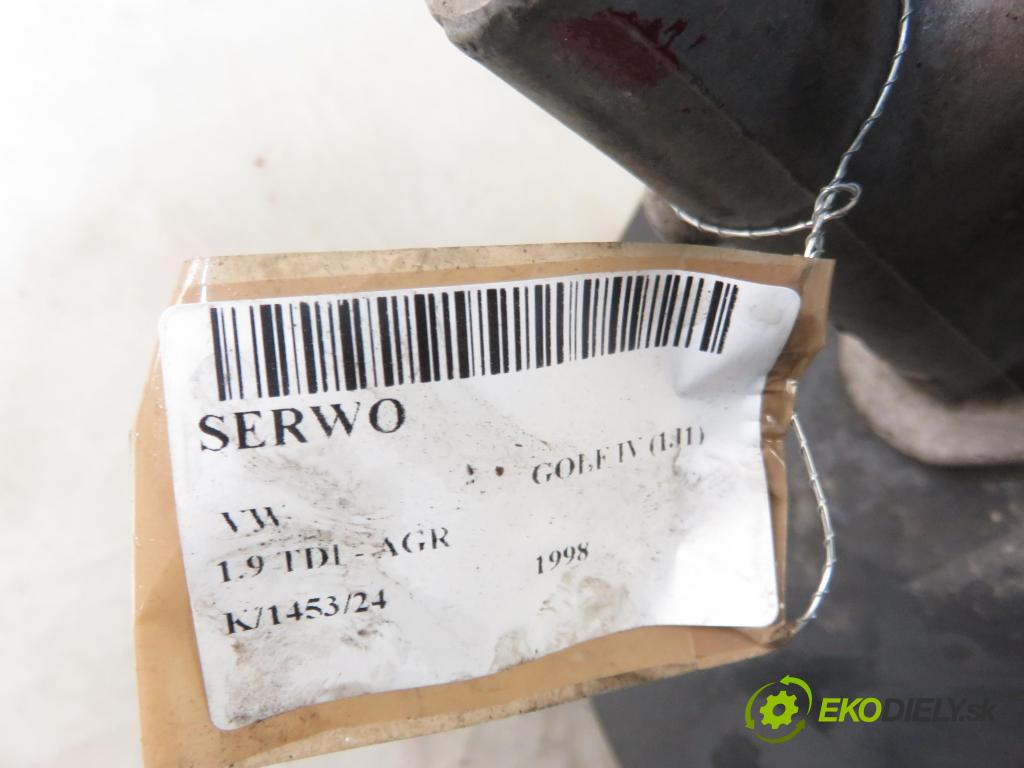 SERWO
GOLF IV (1J1)
VW
1.9 TDI - AGR
1998
K/1453/24
EKODIELY.sk